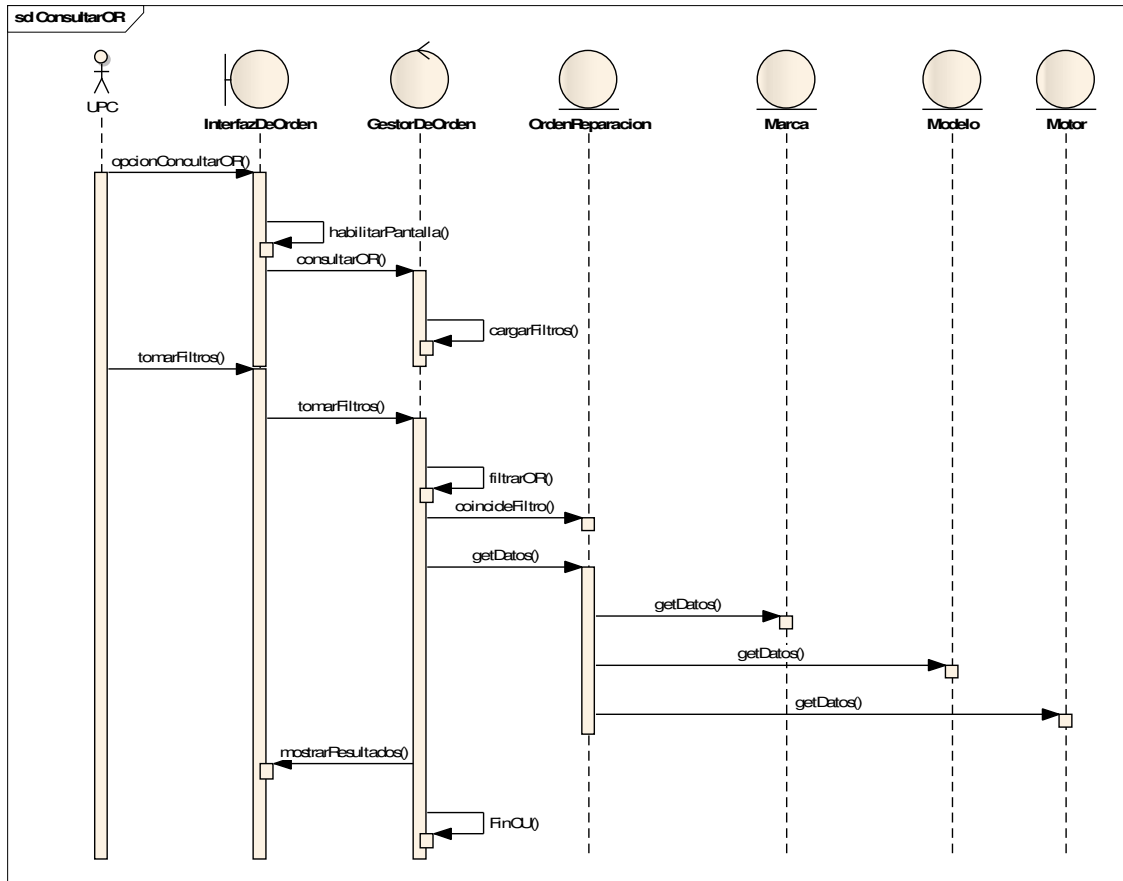 sd ConsultarOR
UPC
InterfazDeOrden
GestorDeOrden
OrdenReparacion
Marca
Modelo
Motor
opcionConcultarOR()
habilitarPantalla()
consultarOR()
cargarFiltros()
tomarFiltros()
tomarFiltros()
filtrarOR()
coincideFiltro()
getDatos()
getDatos()
getDatos()
getDatos()
mostrarResultados()
FinCU()